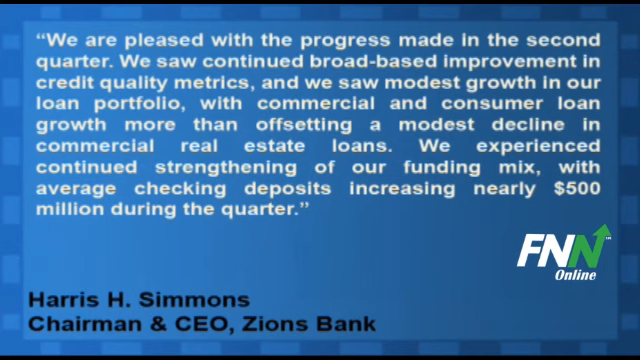 “We are pleased with the progress made in the second
quarter. We saw continued broad-based improvement in
credit quality metrics, and we saw modest growth in our
loan portfolio, with commercial and consumer loan
growth more than offsetting a modest decline in
commercial real estate loans. We experienced
continued strengthening of our funding mix, with
average checking deposits increasing nearly $500
million during the quarter.”
FNN
Online
Harris H. Simmons
Chairman & CEO, Zions Bank